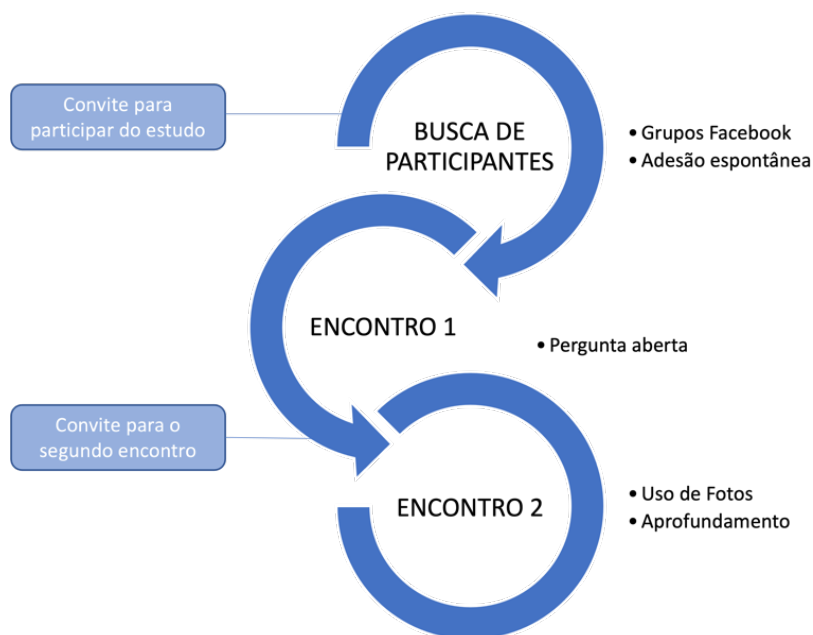 Convite para
participar do estudo
BUSCA DE
PARTICIPANTES
• Grupos Facebook
• Adesão espontânea
ENCONTRO 1
• Pergunta aberta
Convite para o
segundo encontro
ENCONTRO 2
• Uso de Fotos
• Aprofundamento